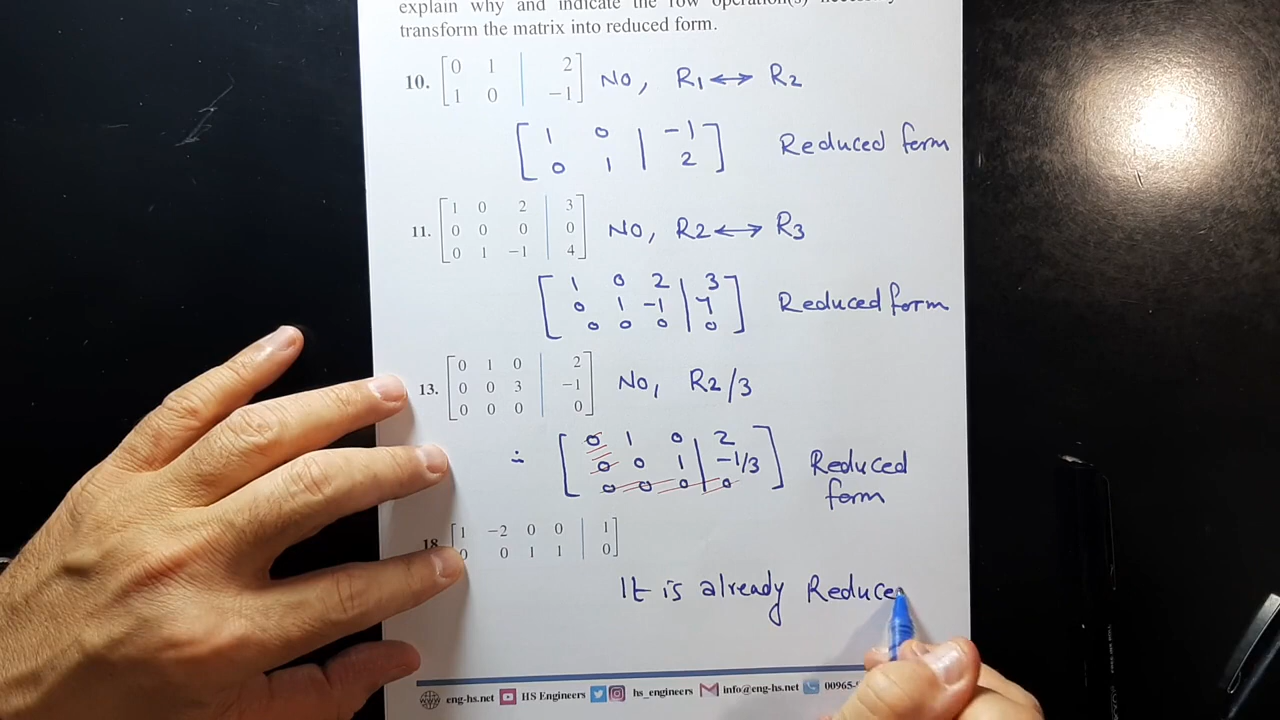 explain why and indicate the row operation(s)
transform the matrix into reduced form.
10. [0 1 | 2] No, R1 ↔ R2
[1 0 | −1]
[1 0 | −1] Reduced form
[0 1 | 2]
11. [1 0 2 | 3] No, R2 ↔ R3
[0 0 0 | 0]
[0 1 −1 | 4]
[1 0 2 | 3] Reduced form
[0 1 −1 | 4]
[0 0 0 | 0]
13. [0 1 0 | 2] No, R2/3
[0 0 3 | −1]
[0 0 0 | 0]
∴ [0 1 0 | 2] Reduced
[0 0 1 | −1/3] form
[0 0 0 | 0]
18. [1 −2 0 0 | 1]
[0 0 1 1 | 0]
It is already Reduce
eng-hs.net HS Engineers hs_engineers info@eng-hs.net 00965-